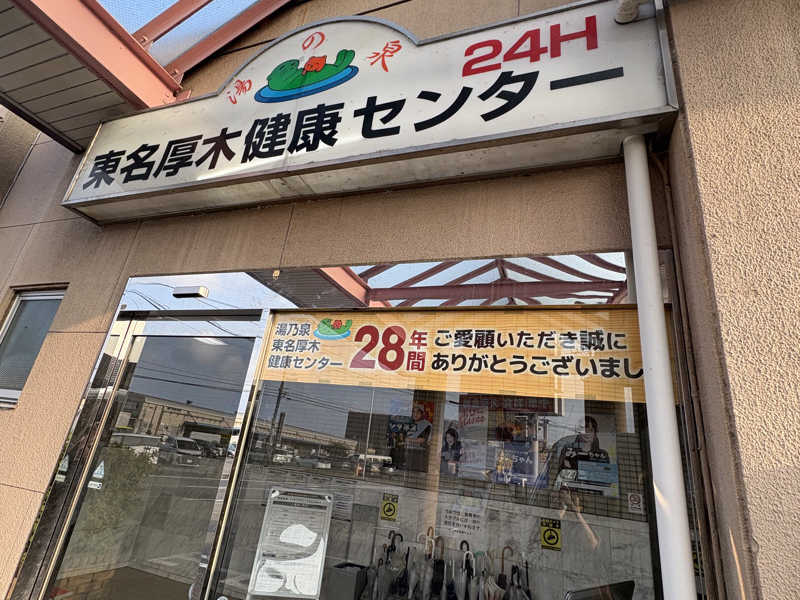 湯の泉
24H
東名厚木健康センター
湯乃泉
東名厚木
健康センター
28年間
ご愛顧いただき誠に
ありがとうございまし